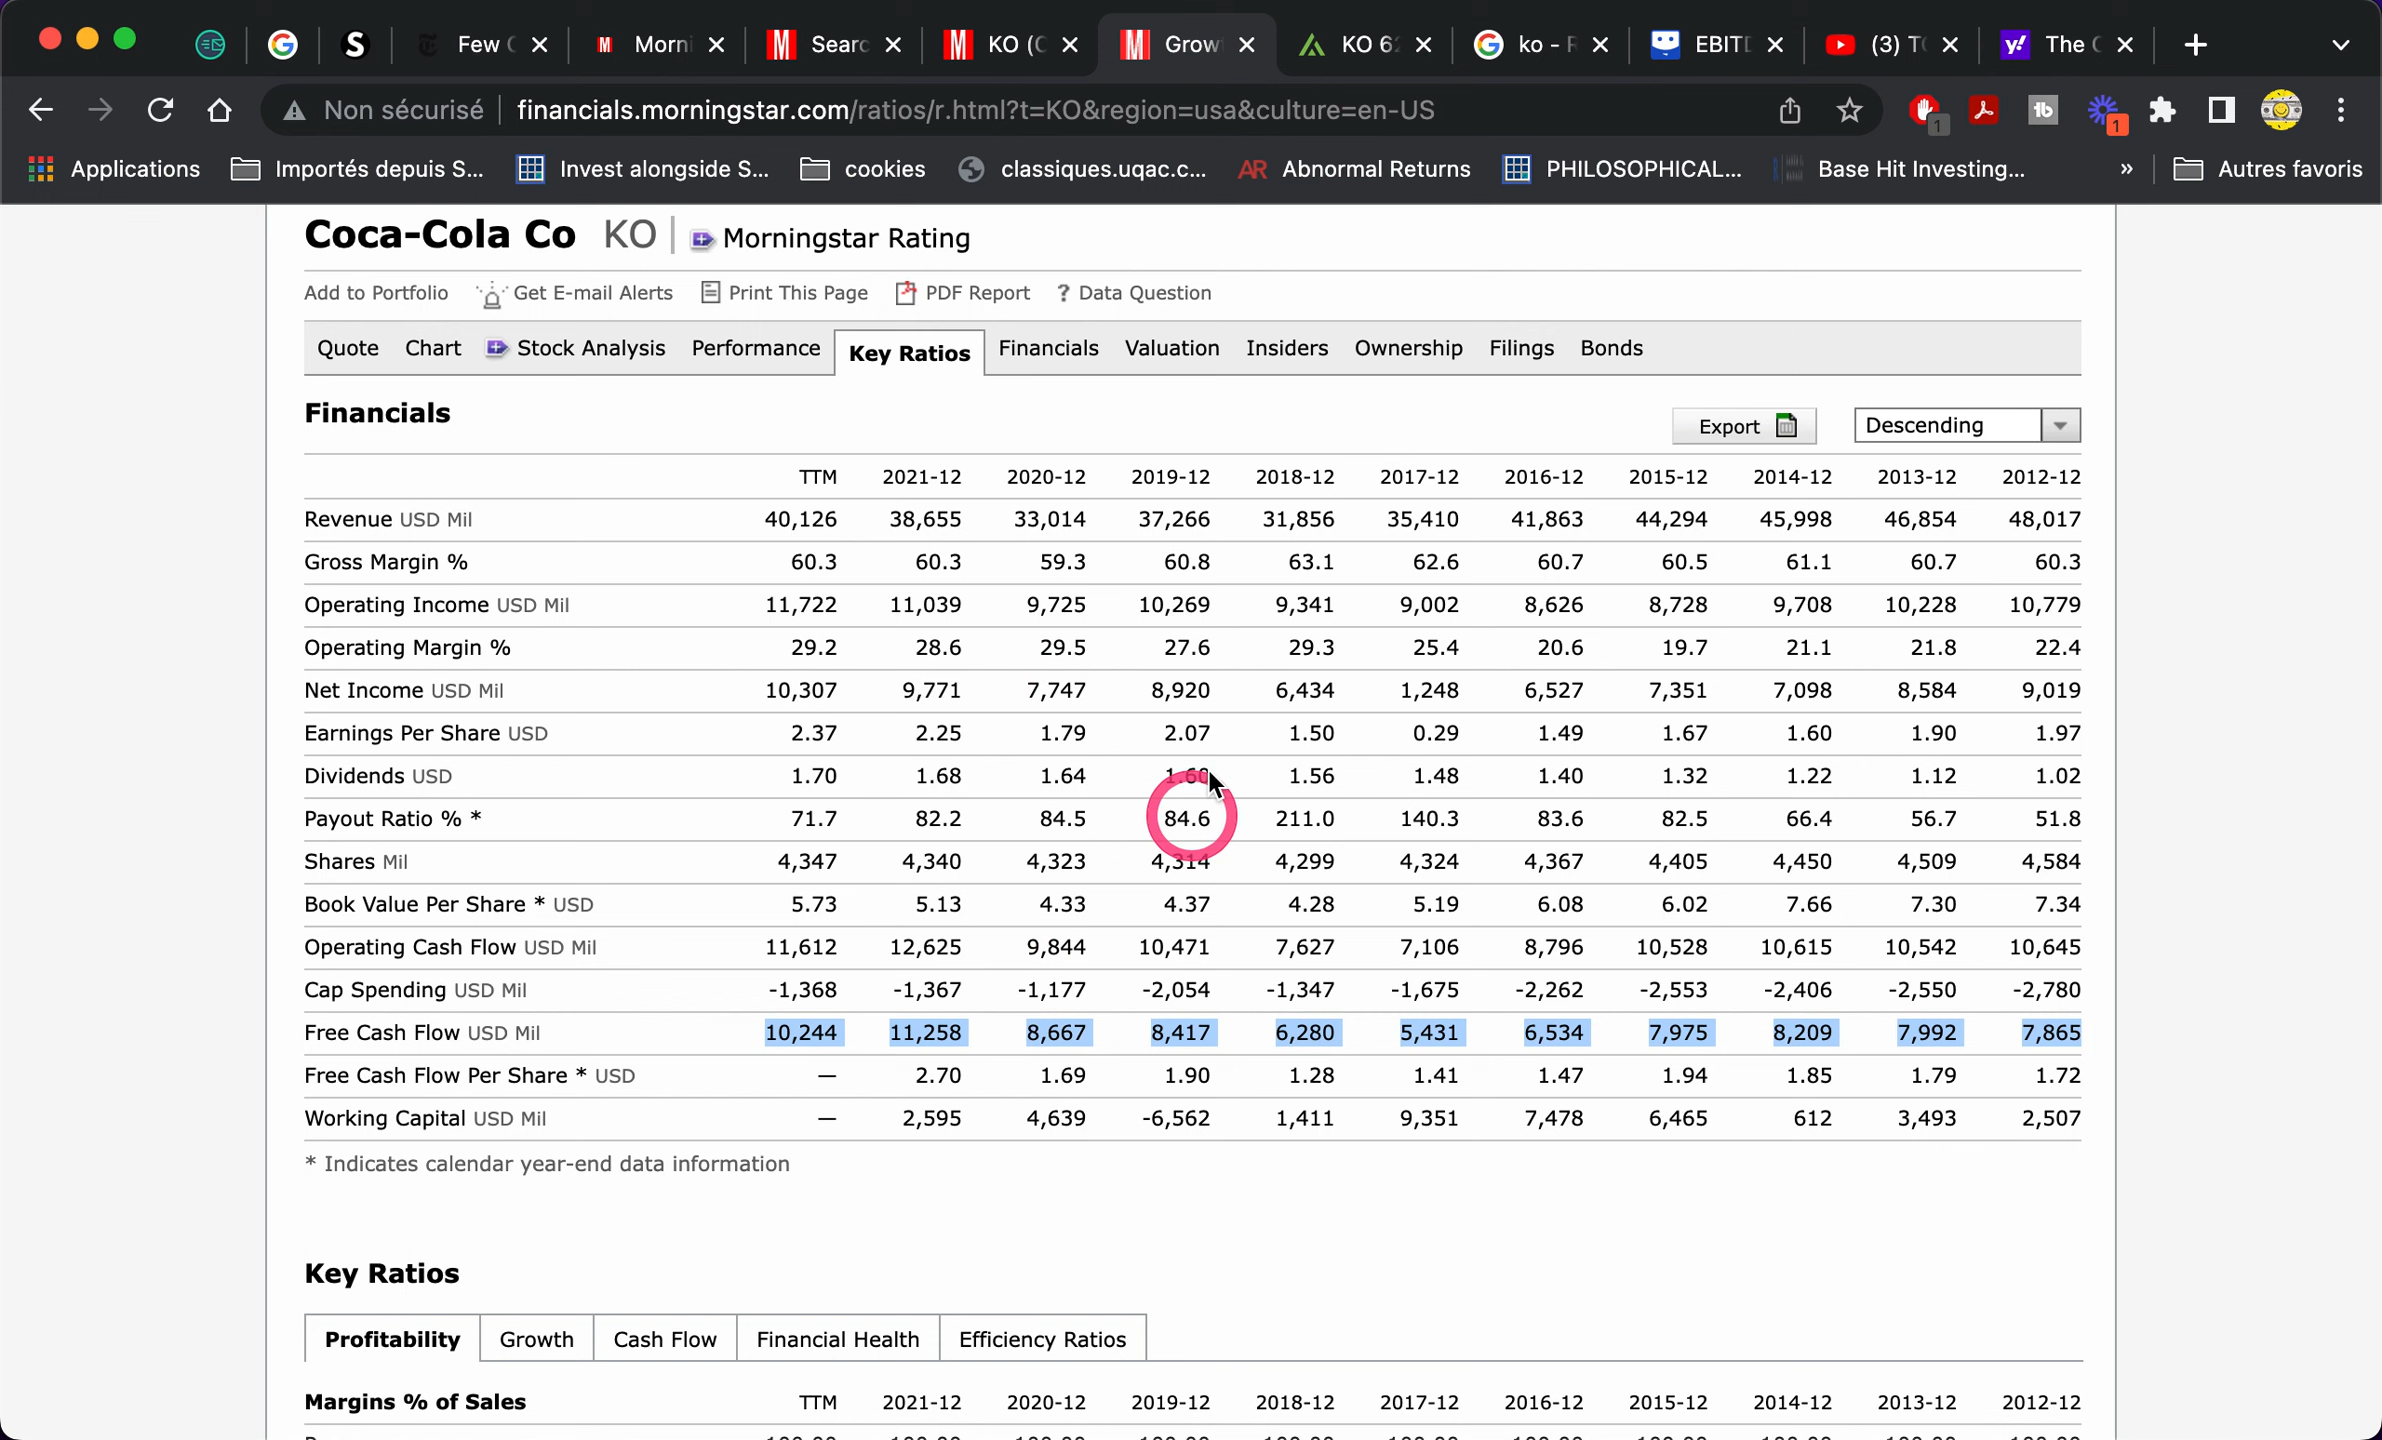 Few
Morni
Searc
KO (C
Grow
KO 6
ko - F
EBIT
(3) T
The C
Non sécurisé financials.morningstar.com/ratios/r.html?t=KO&region=usa&culture=en-US
1 1
Applications Importés depuis S... Invest alongside S... cookies classiques.uqac.c... AR Abnormal Returns PHILOSOPHICAL... Base Hit Investing... » Autres favoris
Coca-Cola Co KO Morningstar Rating
Add to Portfolio Get E-mail Alerts Print This Page PDF Report ? Data Question
Quote Chart Stock Analysis Performance Key Ratios Financials Valuation Insiders Ownership Filings Bonds
Financials
Export Descending
TTM 2021-12 2020-12 2019-12 2018-12 2017-12 2016-12 2015-12 2014-12 2013-12 2012-12
Revenue USD Mil 40,126 38,655 33,014 37,266 31,856 35,410 41,863 44,294 45,998 46,854 48,017
Gross Margin % 60.3 60.3 59.3 60.8 63.1 62.6 60.7 60.5 61.1 60.7 60.3
Operating Income USD Mil 11,722 11,039 9,725 10,269 9,341 9,002 8,626 8,728 9,708 10,228 10,779
Operating Margin % 29.2 28.6 29.5 27.6 29.3 25.4 20.6 19.7 21.1 21.8 22.4
Net Income USD Mil 10,307 9,771 7,747 8,920 6,434 1,248 6,527 7,351 7,098 8,584 9,019
Earnings Per Share USD 2.37 2.25 1.79 2.07 1.50 0.29 1.49 1.67 1.60 1.90 1.97
Dividends USD 1.70 1.68 1.64 1.60 1.56 1.48 1.40 1.32 1.22 1.12 1.02
Payout Ratio % * 71.7 82.2 84.5 84.6 211.0 140.3 83.6 82.5 66.4 56.7 51.8
Shares Mil 4,347 4,340 4,323 4,314 4,299 4,324 4,367 4,405 4,450 4,509 4,584
Book Value Per Share * USD 5.73 5.13 4.33 4.37 4.28 5.19 6.08 6.02 7.66 7.30 7.34
Operating Cash Flow USD Mil 11,612 12,625 9,844 10,471 7,627 7,106 8,796 10,528 10,615 10,542 10,645
Cap Spending USD Mil -1,368 -1,367 -1,177 -2,054 -1,347 -1,675 -2,262 -2,553 -2,406 -2,550 -2,780
Free Cash Flow USD Mil 10,244 11,258 8,667 8,417 6,280 5,431 6,534 7,975 8,209 7,992 7,865
Free Cash Flow Per Share * USD — 2.70 1.69 1.90 1.28 1.41 1.47 1.94 1.85 1.79 1.72
Working Capital USD Mil — 2,595 4,639 -6,562 1,411 9,351 7,478 6,465 612 3,493 2,507
* Indicates calendar year-end data information
Key Ratios
Profitability Growth Cash Flow Financial Health Efficiency Ratios
Margins % of Sales TTM 2021-12 2020-12 2019-12 2018-12 2017-12 2016-12 2015-12 2014-12 2013-12 2012-12